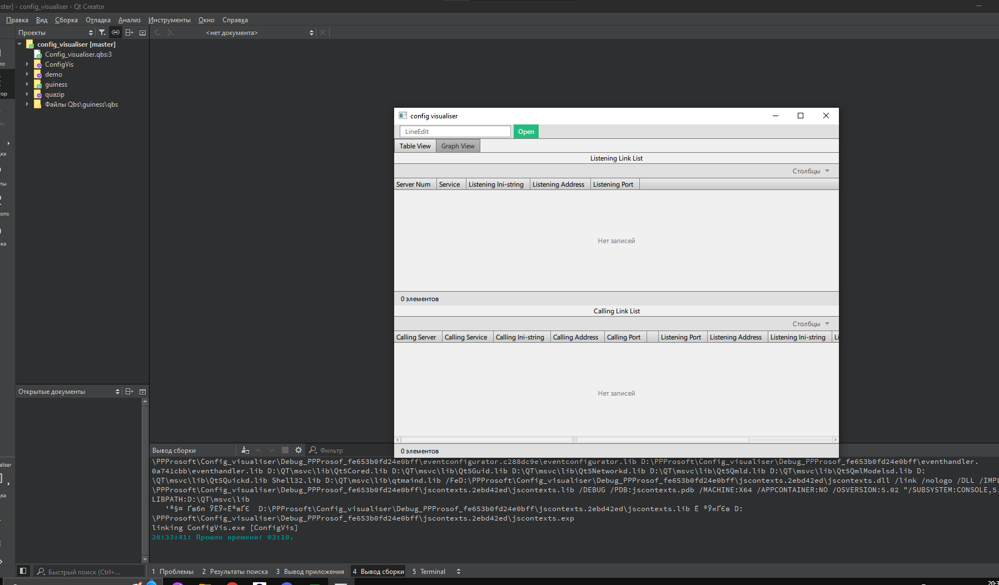 ster] - config_visualiser - Qt Creator
Правка Вид Сборка Отладка Анализ Инструменты Окно Справка
Проекты <нет документа>
config_visualiser [master]
Config_visualiser.qbs:3
ConfigVis
demo
guiness
quazip
Файлы Qbs\guiness\qbs
config visualiser
LineEdit Open
Table View Graph View
Listening Link List
Столбцы
Server Num Service Listening Ini-string Listening Address Listening Port
Нет записей
0 элементов
Calling Link List
Столбцы
Calling Server Calling Service Calling Ini-string Calling Address Calling Port Listening Port Listening Address Listening Ini-string Li
Нет записей
0 элементов
Открытые документы
Вывод сборки Фильтр
\PPProsoft\Config_visualiser\Debug_PPProsof_fe653b0fd24e0bff\eventconfigurator.c288dc9e\eventconfigurator.lib D:\PPProsoft\Config_visualiser\Debug_PPProsof_fe653b0fd24e0bff\eventhandler.
0a741cbb\eventhandler.lib D:\QT\msvc\lib\Qt5Cored.lib D:\QT\msvc\lib\Qt5Guid.lib D:\QT\msvc\lib\Qt5Networkd.lib D:\QT\msvc\lib\Qt5Qmld.lib D:\QT\msvc\lib\Qt5QmlModelsd.lib D:
\QT\msvc\lib\Qt5Quickd.lib Shell32.lib D:\QT\msvc\lib\qtmaind.lib /FeD:\PPProsoft\Config_visualiser\Debug_PPProsof_fe653b0fd24e0bff\jscontexts.2ebd42ed\jscontexts.dll /link /nologo /DLL /IMPL
\PPProsoft\Config_visualiser\Debug_PPProsof_fe653b0fd24e0bff\jscontexts.2ebd42ed\jscontexts.lib /DEBUG /PDB:jscontexts.pdb /MACHINE:X64 /APPCONTAINER:NO /OSVERSION:5.02 "/SUBSYSTEM:CONSOLE,5.
LIBPATH:D:\QT\msvc\lib
D:\PPProsoft\Config_visualiser\Debug_PPProsof_fe653b0fd24e0bff\jscontexts.2ebd42ed\jscontexts.lib D:
\PPProsoft\Config_visualiser\Debug_PPProsof_fe653b0fd24e0bff\jscontexts.2ebd42ed\jscontexts.exp
linking ConfigVis.exe [ConfigVis]
20:33:41: Прошло времени: 03:10.
Быстрый поиск (Ctrl+... 1 Проблемы 2 Результаты поиска 3 Вывод приложения 4 Вывод сборки 5 Terminal